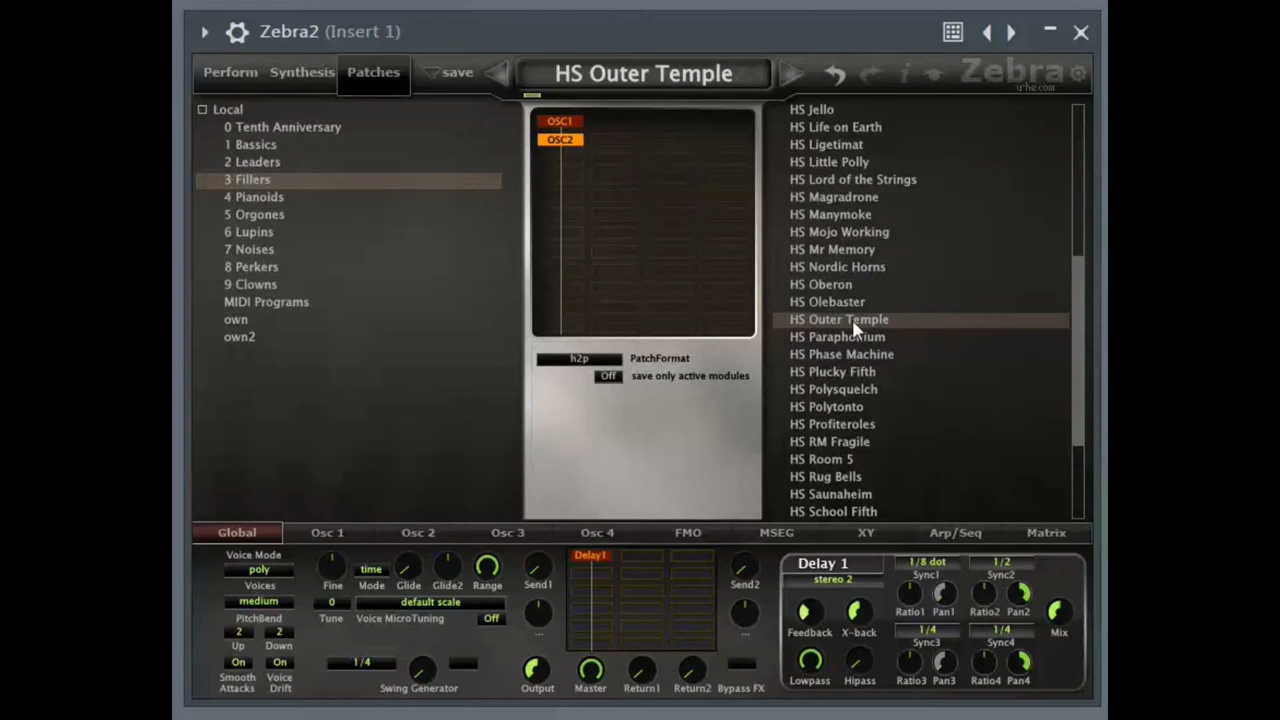 Zebra2 (Insert 1)
Perform Synthesis Patches save HS Outer Temple Zebra
u-he.com
Local
0 Tenth Anniversary
1 Bassics
2 Leaders
3 Fillers
4 Pianoids
5 Orgones
6 Lupins
7 Noises
8 Perkers
9 Clowns
MIDI Programs
own
own2
OSC1
OSC2
h2p PatchFormat
Off save only active modules
HS Jello
HS Life on Earth
HS Ligetimat
HS Little Polly
HS Lord of the Strings
HS Magradrone
HS Manymoke
HS Mojo Working
HS Mr Memory
HS Nordic Horns
HS Oberon
HS Olebaster
HS Outer Temple
HS Paraphonium
HS Phase Machine
HS Plucky Fifth
HS Polysquelch
HS Polytonto
HS Profiteroles
HS RM Fragile
HS Room 5
HS Rug Bells
HS Saunaheim
HS School Fifth
Global Osc 1 Osc 2 Osc 3 Osc 4 FMO MSEG XY Arp/Seq Matrix
Voice Mode
poly
Voices
medium
PitchBend
2 2
Up Down
On On
Smooth Voice
Attacks Drift
time
Fine Mode Glide Glide2 Range
0 default scale
Tune Voice MicroTuning Off
1/4
Swing Generator
Send1
...
Output
Delay1
Master Return1 Return2 Bypass FX
Send2
...
Delay 1
stereo 2
Feedback X-back
Lowpass Hipass
1/8 dot 1/2
Sync1 Sync2
Ratio1 Pan1 Ratio2 Pan2
1/4 1/4
Sync3 Sync4
Ratio3 Pan3 Ratio4 Pan4
Mix